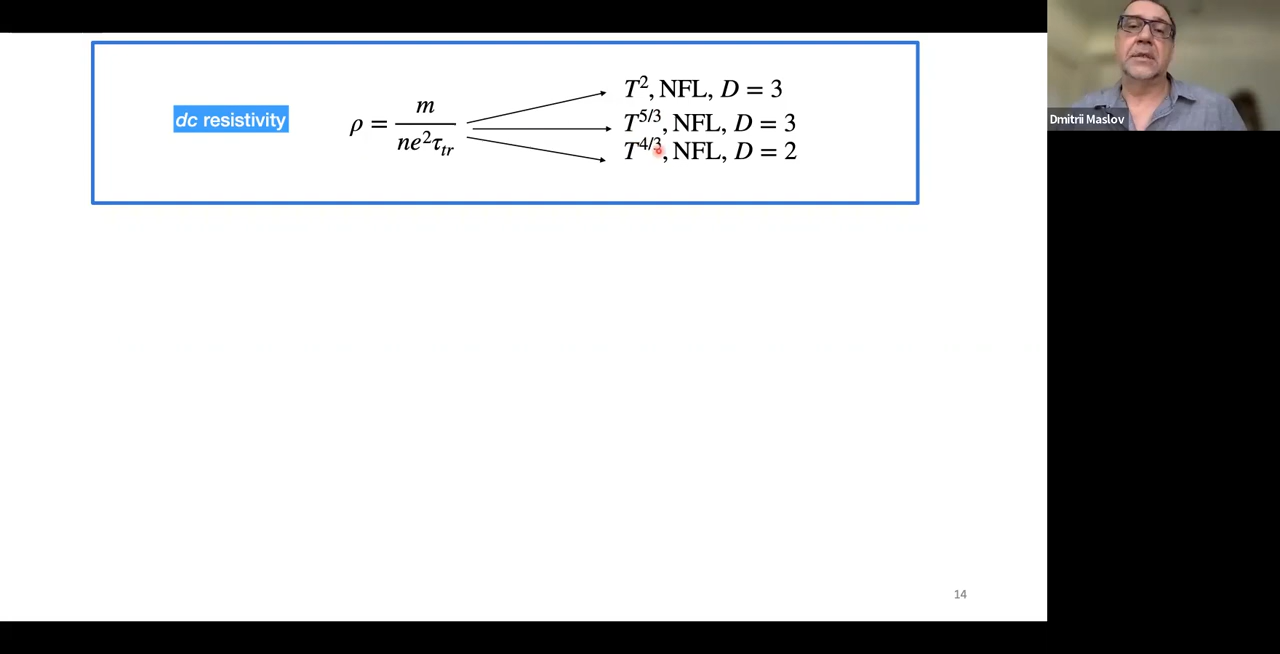 dc resistivity
ρ = m / ne²τ_tr
T², NFL, D = 3
T^5/3, NFL, D = 3
T^4/3, NFL, D = 2
Dmitrii Maslov
14